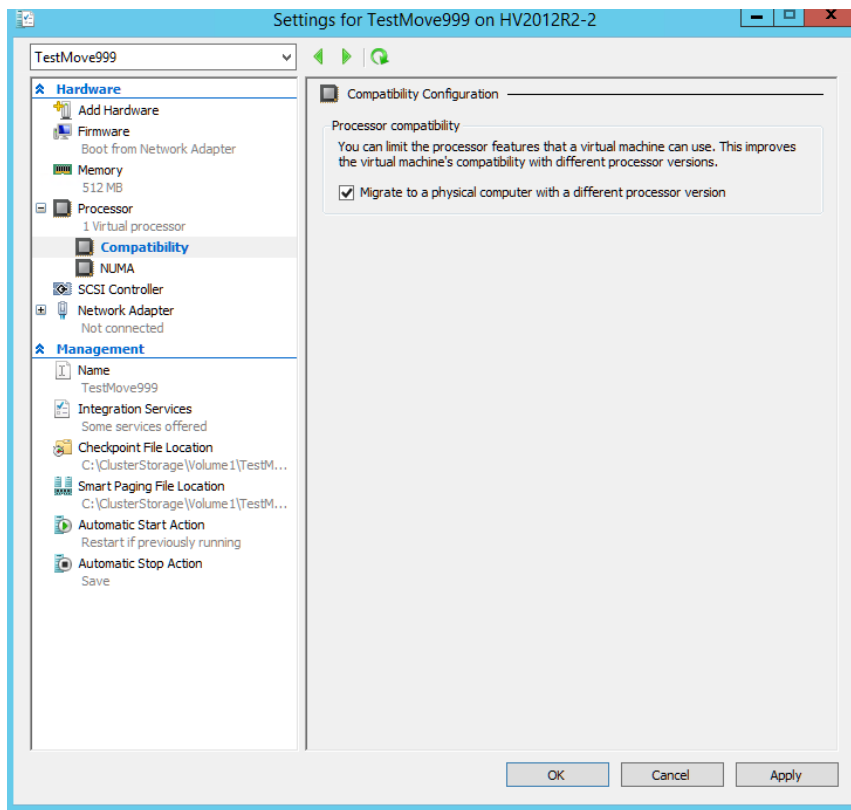 Settings for TestMove999 on HV2012R2-2
TestMove999
Hardware
Add Hardware
Firmware
Boot from Network Adapter
Memory
512 MB
Processor
1 Virtual processor
Compatibility
NUMA
SCSI Controller
Network Adapter
Not connected
Management
Name
TestMove999
Integration Services
Some services offered
Checkpoint File Location
C:\ClusterStorage\Volume1\TestM...
Smart Paging File Location
C:\ClusterStorage\Volume1\TestM...
Automatic Start Action
Restart if previously running
Automatic Stop Action
Save
Compatibility Configuration
Processor compatibility
You can limit the processor features that a virtual machine can use. This improves
the virtual machine's compatibility with different processor versions.
Migrate to a physical computer with a different processor version
OK
Cancel
Apply